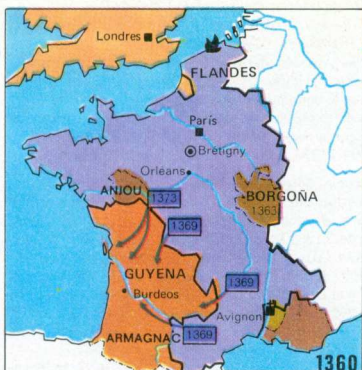 Londres
FLANDES
París
Brétigny
Orléans
ANJOU
1373
BORGOÑA
1363
1369
GUYENA
1369
Burdeos
Avignon
ARMAGNAC
1369
1360